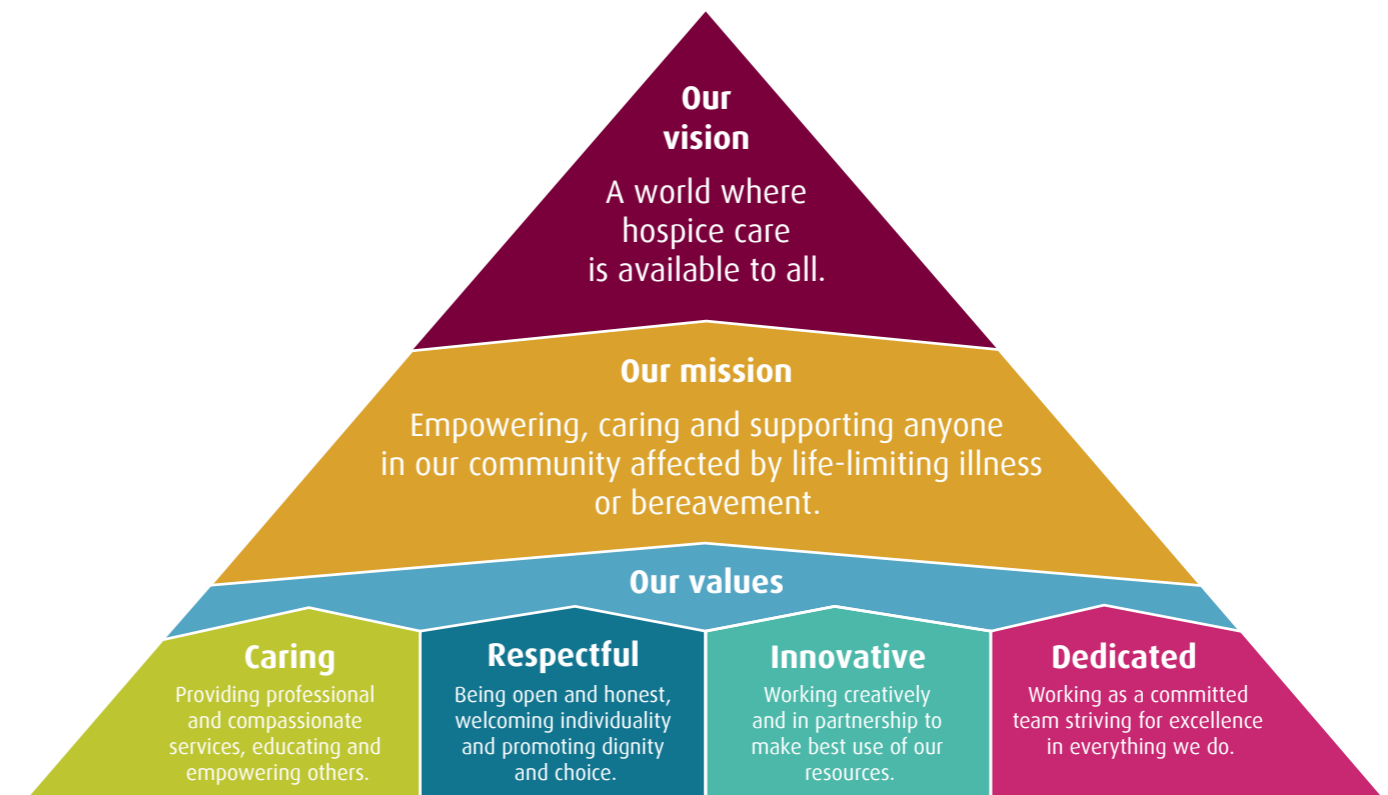 Our
vision
A world where
hospice care
is available to all.
Our mission
Empowering, caring and supporting anyone
in our community affected by life-limiting illness
or bereavement.
Our values
Caring
Providing professional
and compassionate
services, educating and
empowering others.
Respectful
Being open and honest,
welcoming individuality
and promoting dignity
and choice.
Innovative
Working creatively
and in partnership to
make best use of our
resources.
Dedicated
Working as a committed
team striving for excellence
in everything we do.